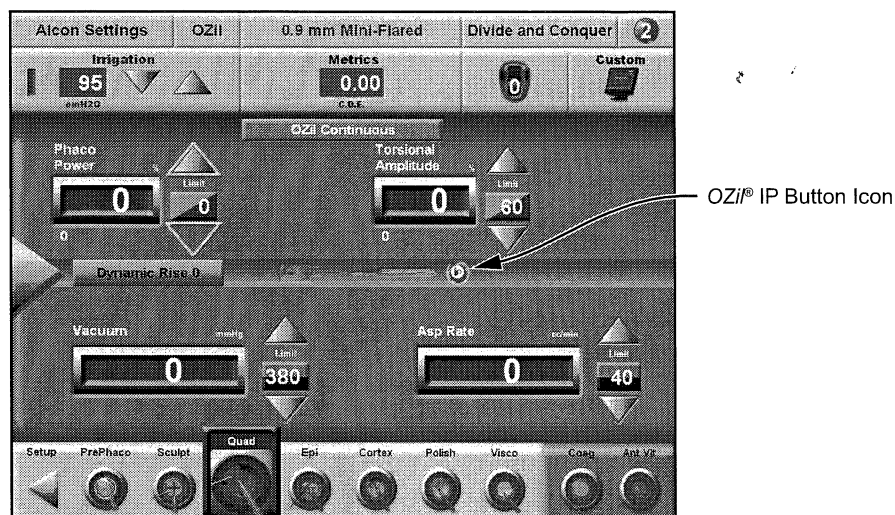 Alcon Settings OZil 0.9 mm Mini-Flared Divide and Conquer 2
Irrigation Metrics Custom
95 0.00 0
cmH2O C.D.E.
OZil Continuous
Phaco Power % Torsional Amplitude %
0 Limit 0 0 Limit 60
0 0
Dynamic Rise 0 IP
OZil® IP Button Icon
Vacuum mmHg Asp Rate cc/min
0 Limit 380 0 Limit 40
Setup PrePhaco Sculpt Quad Epi Cortex Polish Visco Coag Ant Vit